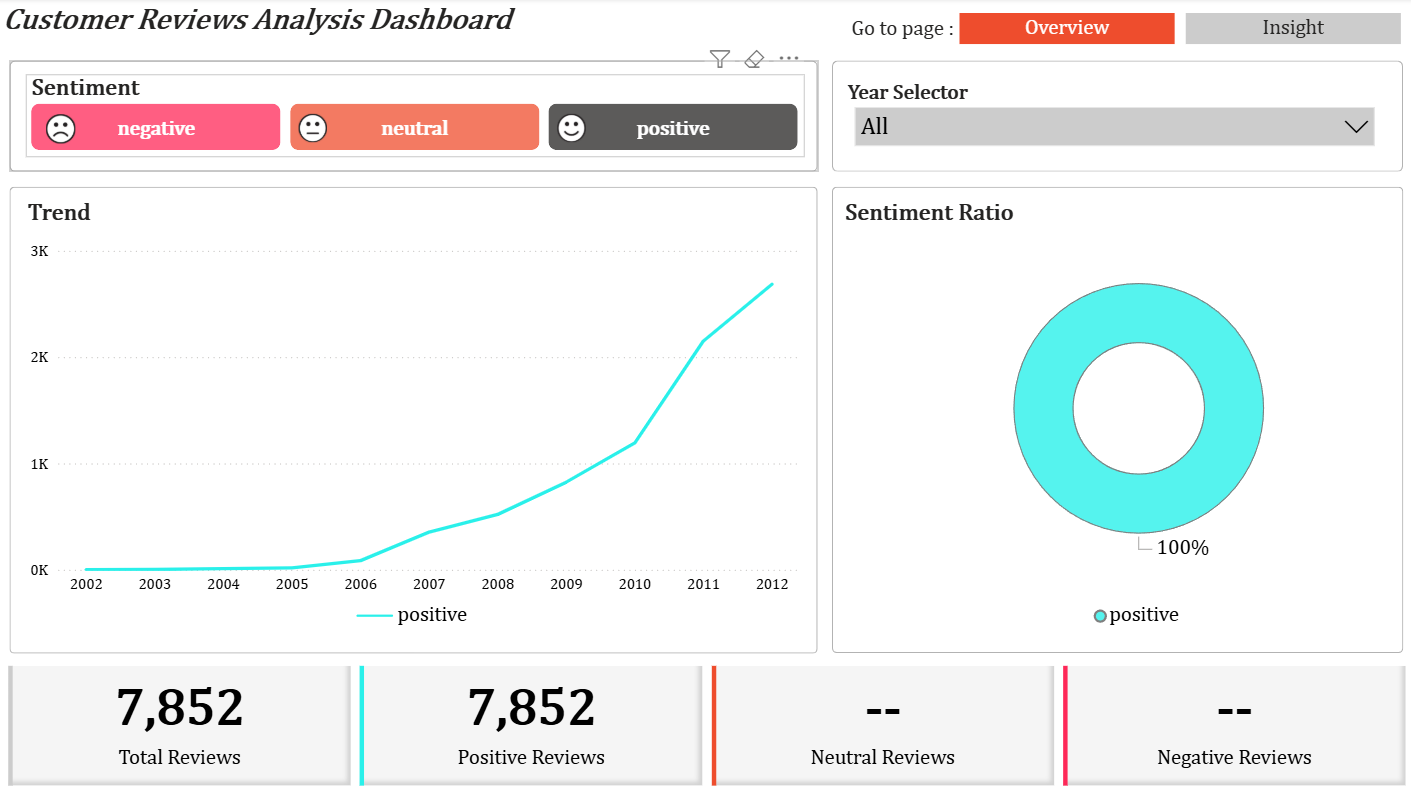 Customer Reviews Analysis Dashboard
Go to page : Overview Insight
Sentiment
negative neutral positive
Year Selector
All
Trend
3K
2K
1K
0K
2002 2003 2004 2005 2006 2007 2008 2009 2010 2011 2012
positive
Sentiment Ratio
100%
positive
7,852
Total Reviews
7,852
Positive Reviews
--
Neutral Reviews
--
Negative Reviews